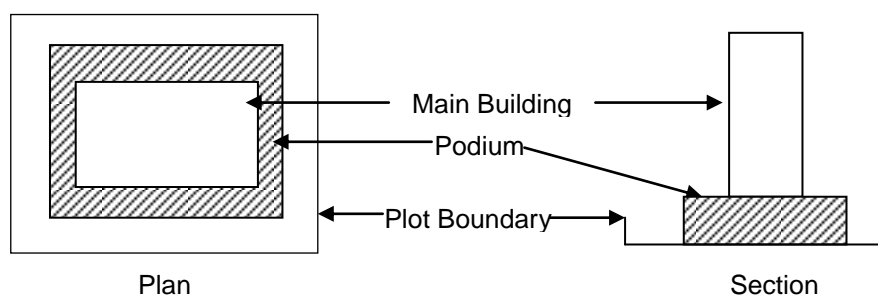 Main Building
Podium
Plot Boundary
Plan
Section